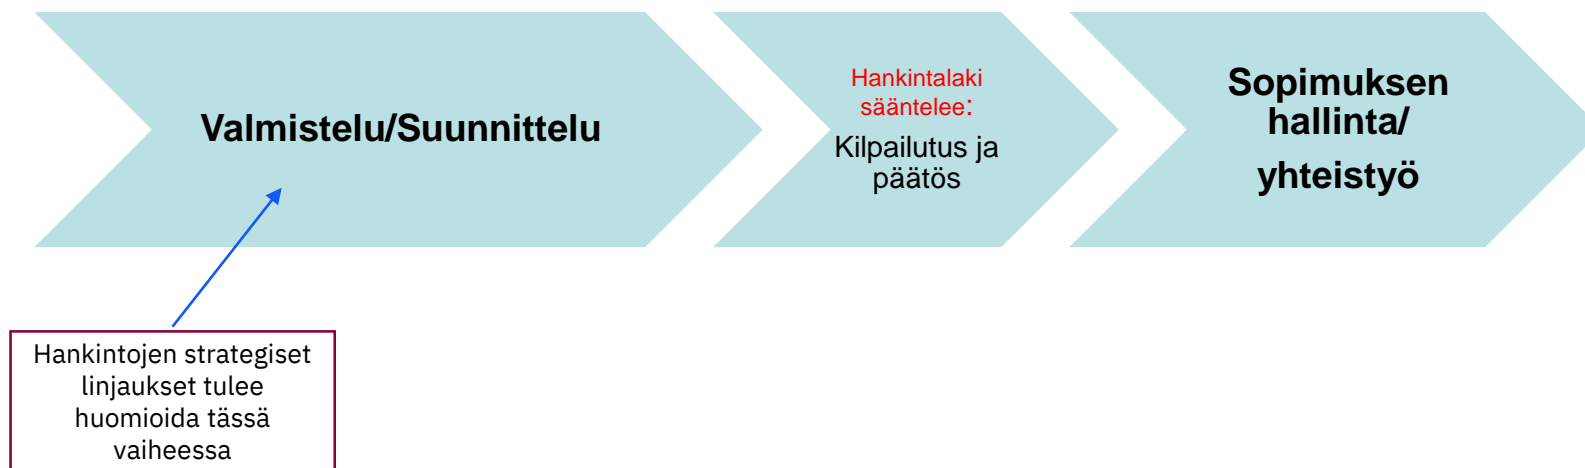 Valmistelu/Suunnittelu
Hankintalaki
sääntelee:
Kilpailutus ja
päätös
Sopimuksen
hallinta/
yhteistyö
Hankintojen strategiset
linjaukset tulee
huomioida tässä
vaiheessa